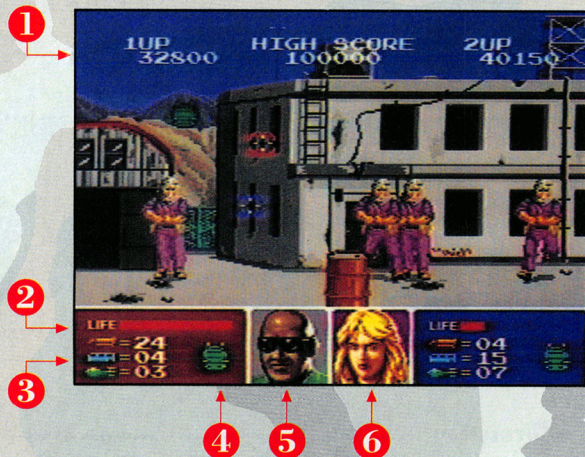 1
1UP HIGH SCORE 2UP
32800 100000 40150
2
LIFE LIFE
=24 =04
=04 =15
3
=03 =07
4 5 6